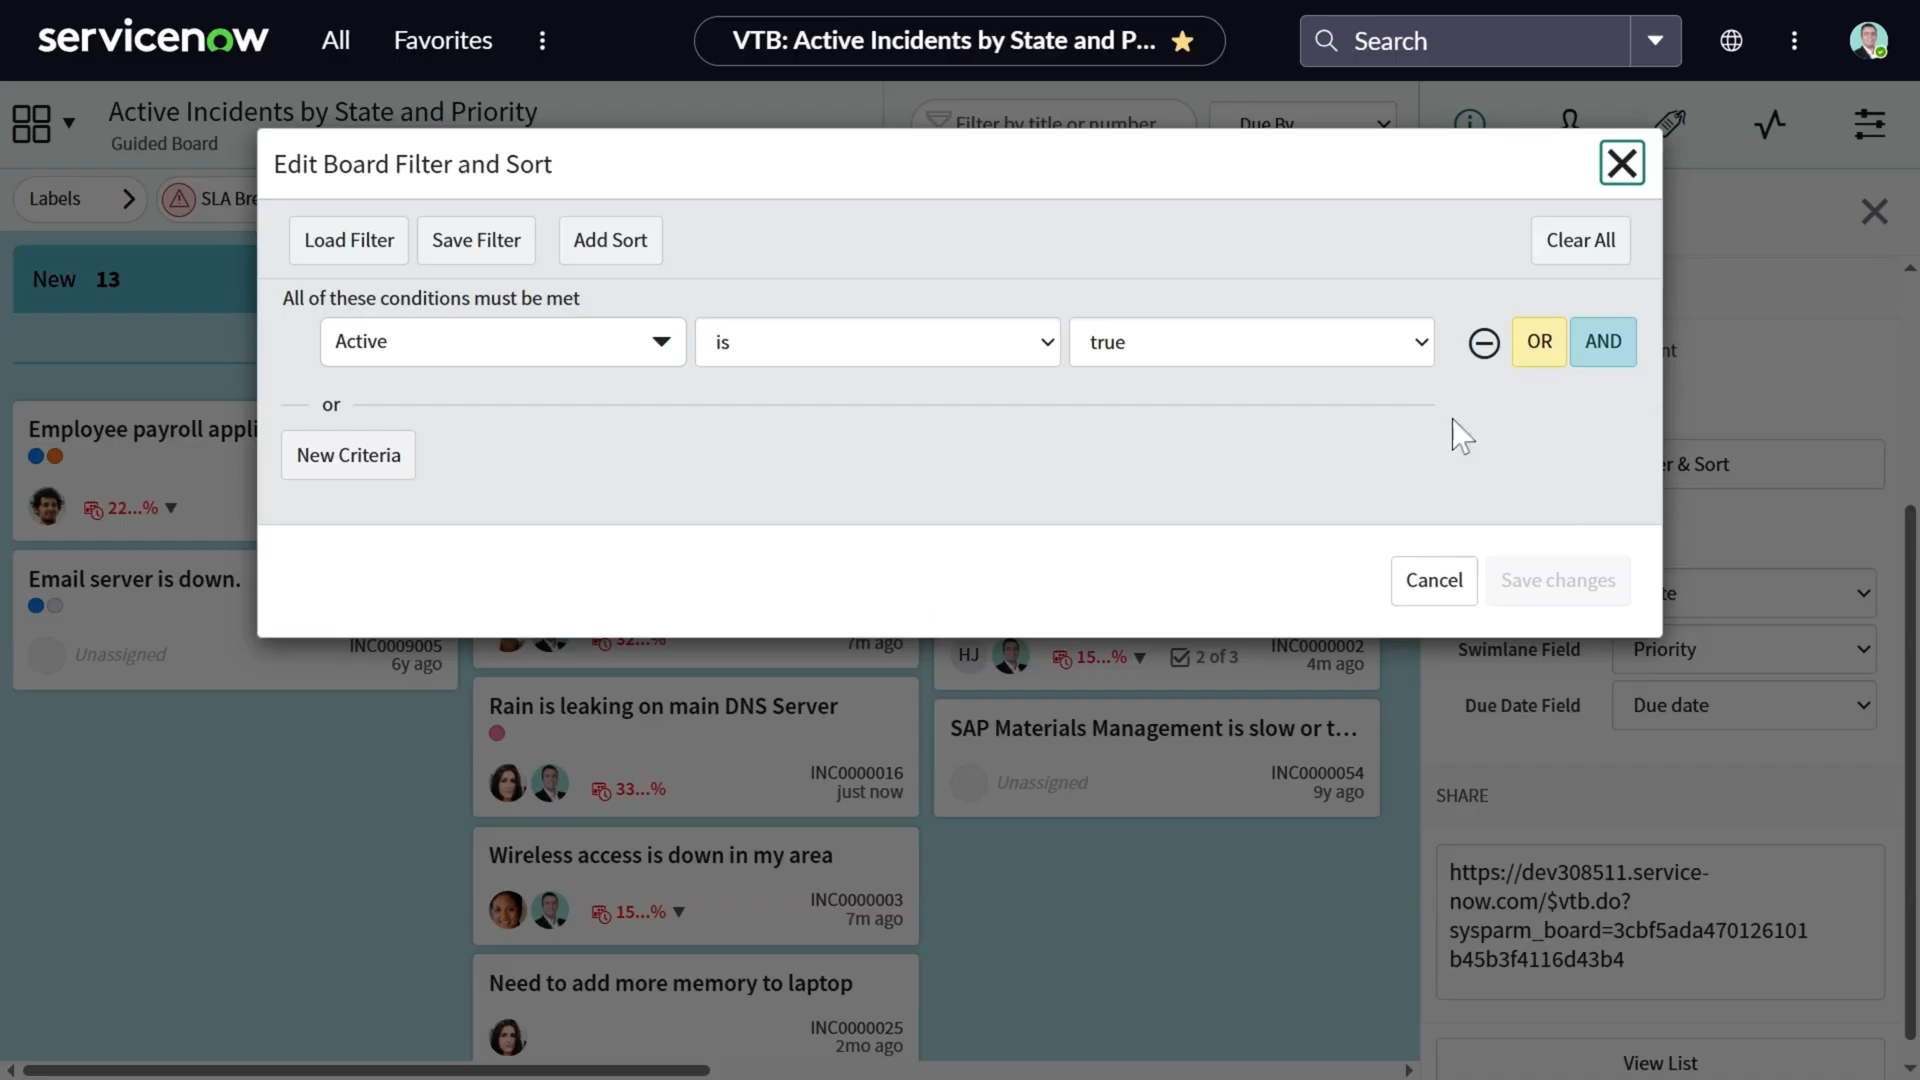 servicenow
All
Favorites
VTB: Active Incidents by State and P...
Search
Active Incidents by State and Priority
Guided Board
Filter by title or number
Due By
Labels
SLA Bre
Edit Board Filter and Sort
Load Filter
Save Filter
Add Sort
Clear All
All of these conditions must be met
Active
is
true
OR
AND
or
New Criteria
Cancel
Save changes
New 13
Employee payroll appli
22...%
Email server is down.
Unassigned
INC0009005
6y ago
32...%
7m ago
Rain is leaking on main DNS Server
33...%
INC0000016
just now
Wireless access is down in my area
15...%
INC0000003
7m ago
Need to add more memory to laptop
INC0000025
2mo ago
HJ
15...%
2 of 3
INC0000002
4m ago
SAP Materials Management is slow or t...
Unassigned
INC0000054
9y ago
nt
er & Sort
te
Swimlane Field
Priority
Due Date Field
Due date
SHARE
https://dev308511.service-
now.com/$vtb.do?
sysparm_board=3cbf5ada470126101
b45b3f4116d43b4
View List